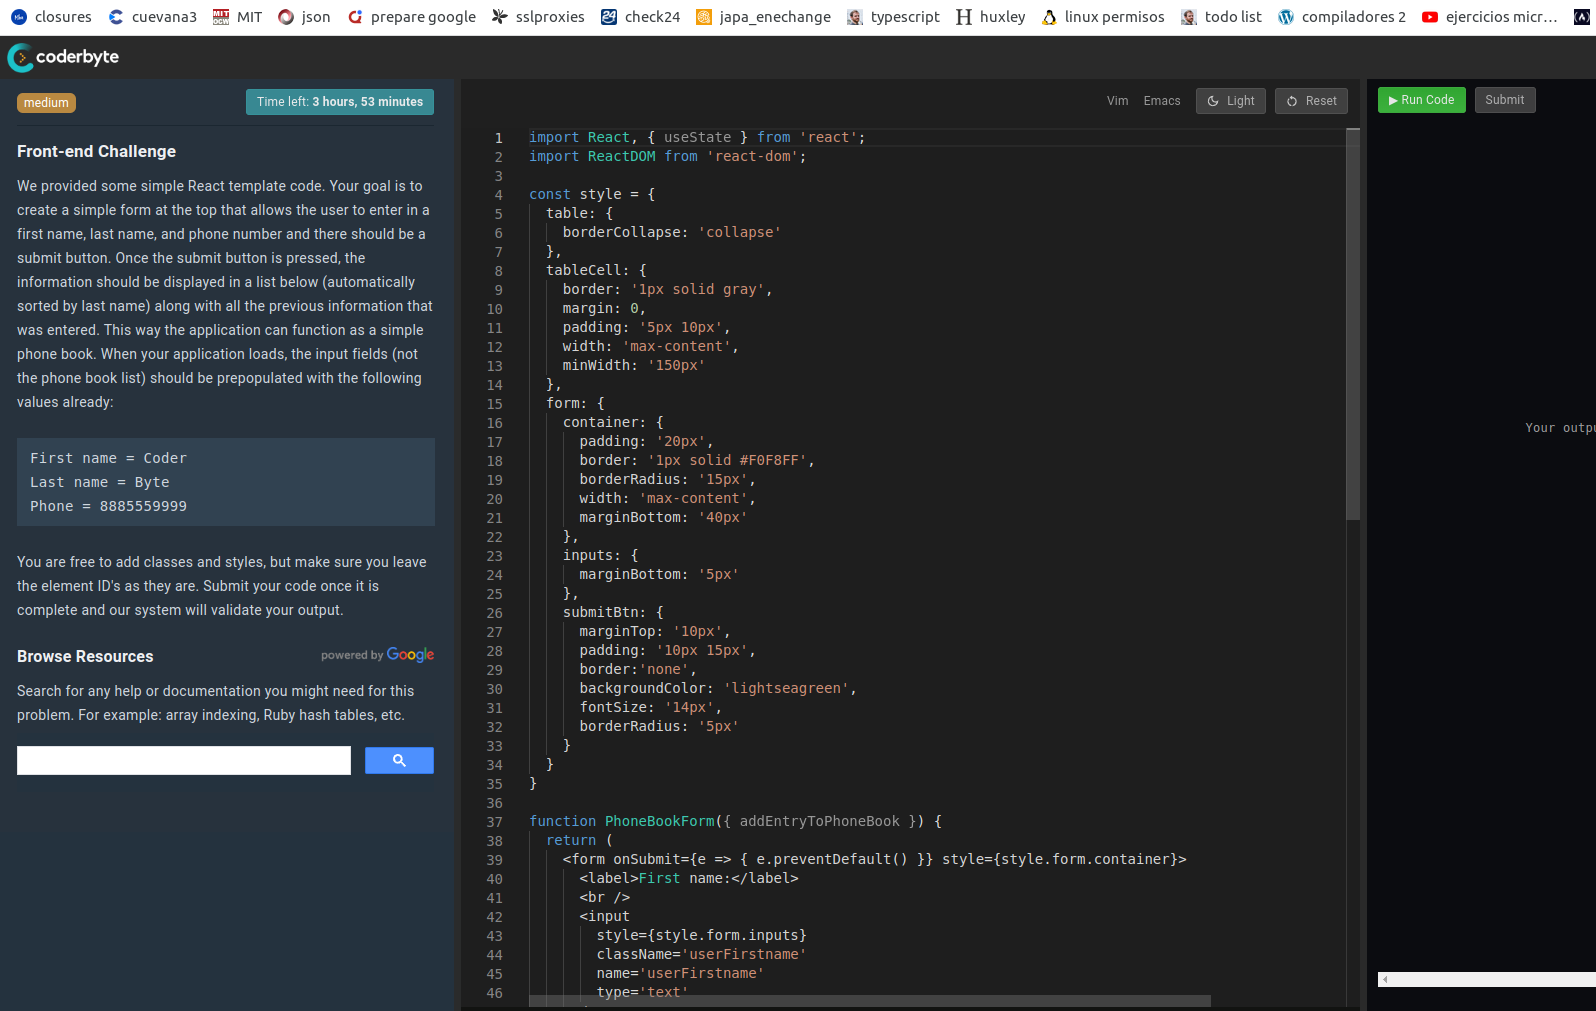 closures cuevana3 MIT json prepare google sslproxies check24 japa_enechange typescript huxley linux permisos todo list compiladores 2 ejercicios micr...
coderbyte
medium
Time left: 3 hours, 53 minutes
Front-end Challenge
We provided some simple React template code. Your goal is to
create a simple form at the top that allows the user to enter in a
first name, last name, and phone number and there should be a
submit button. Once the submit button is pressed, the
information should be displayed in a list below (automatically
sorted by last name) along with all the previous information that
was entered. This way the application can function as a simple
phone book. When your application loads, the input fields (not
the phone book list) should be prepopulated with the following
values already:
First name = Coder
Last name = Byte
Phone = 8885559999
You are free to add classes and styles, but make sure you leave
the element ID's as they are. Submit your code once it is
complete and our system will validate your output.
Browse Resources
powered by Google
Search for any help or documentation you might need for this
problem. For example: array indexing, Ruby hash tables, etc.
Vim Emacs Light Reset
1 import React, { useState } from 'react';
2 import ReactDOM from 'react-dom';
3
4 const style = {
5 table: {
6 borderCollapse: 'collapse'
7 },
8 tableCell: {
9 border: '1px solid gray',
10 margin: 0,
11 padding: '5px 10px',
12 width: 'max-content',
13 minWidth: '150px'
14 },
15 form: {
16 container: {
17 padding: '20px',
18 border: '1px solid #F0F8FF',
19 borderRadius: '15px',
20 width: 'max-content',
21 marginBottom: '40px'
22 },
23 inputs: {
24 marginBottom: '5px'
25 },
26 submitBtn: {
27 marginTop: '10px',
28 padding: '10px 15px',
29 border:'none',
30 backgroundColor: 'lightseagreen',
31 fontSize: '14px',
32 borderRadius: '5px'
33 }
34 }
35 }
36
37 function PhoneBookForm({ addEntryToPhoneBook }) {
38 return (
39 <form onSubmit={e => { e.preventDefault() }} style={style.form.container}>
40 <label>First name:</label>
41 <br />
42 <input
43 style={style.form.inputs}
44 className='userFirstname'
45 name='userFirstname'
46 type='text'
Run Code Submit
Your outpu